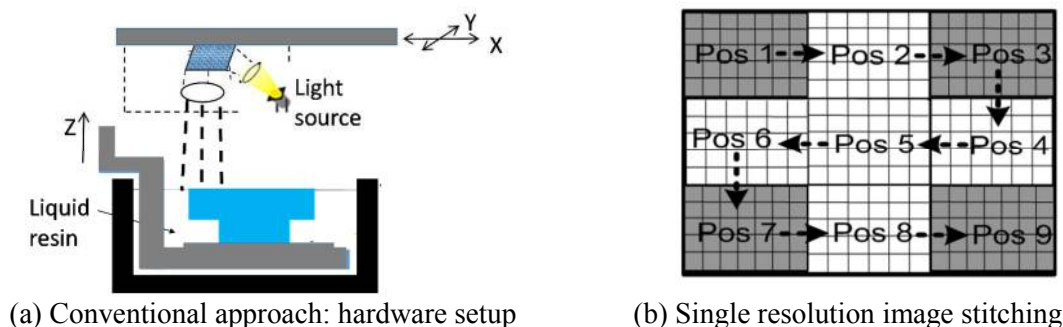 Y
X
Light
source
Z
Liquid
resin
Pos 1 Pos 2 Pos 3
Pos 6 Pos 5 Pos 4
Pos 7 Pos 8 Pos 9
(a) Conventional approach: hardware setup
(b) Single resolution image stitching